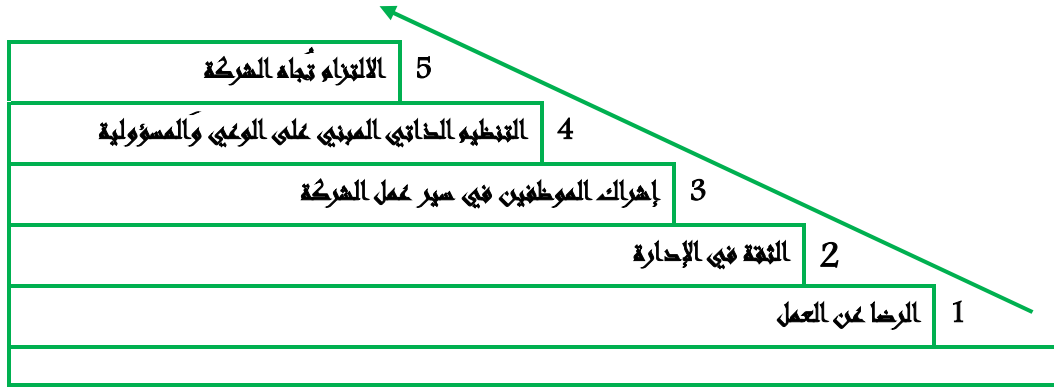 5 الالتزام تُجاه الشركة
4 التنظيم الذاتي المبني على الوعي وَالمسؤولية
3 إشراك الموظفين في سير عمل الشركة
2 الثقة في الإدارة
1 الرضا عن العمل